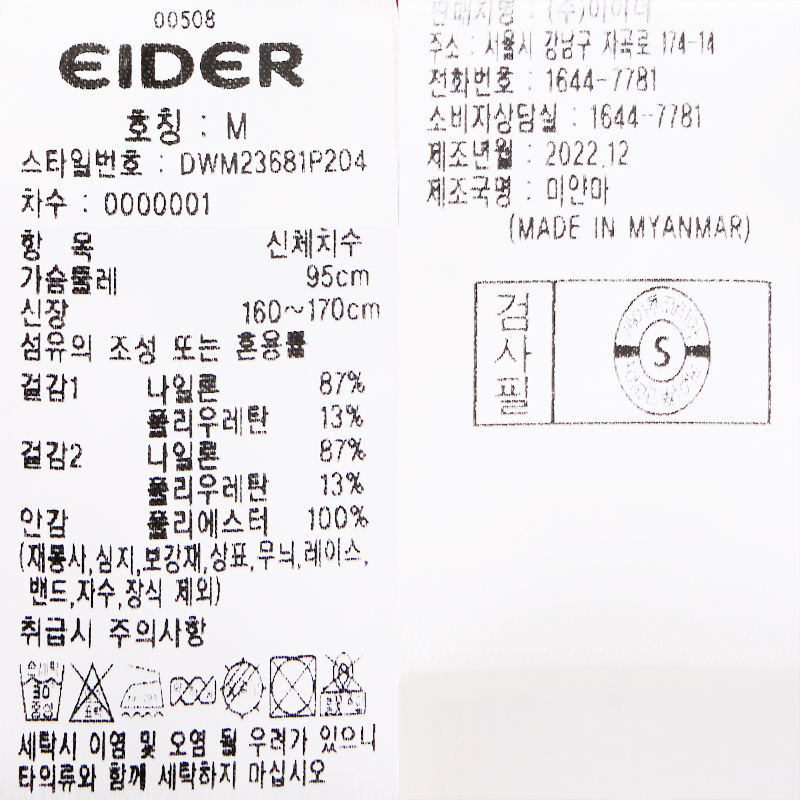 00508
EIDER
호칭 : M
스타일번호 : DWM23681P204
차수 : 0000001
항 목 신체치수
가슴둘레 95cm
신장 160~170cm
섬유의 조성 또는 혼용률
겉감1 나일론 87%
폴리우레탄 13%
겉감2 나일론 87%
폴리우레탄 13%
안감 폴리에스터 100%
(재봉사,심지,보강재,상표,무늬,레이스,
밴드,자수,장식 제외)
취급시 주의사항
30
중성
세탁시 이염 및 오염 될 우려가 있으니
타의류와 함께 세탁하지 마십시오
판매자명 : (주)아이더
주소 : 서울시 강남구 자곡로 174-14
전화번호 : 1644-7781
소비자상담실 : 1644-7781
제조년월 : 2022.12
제조국명 : 미얀마
(MADE IN MYANMAR)
검사필
S